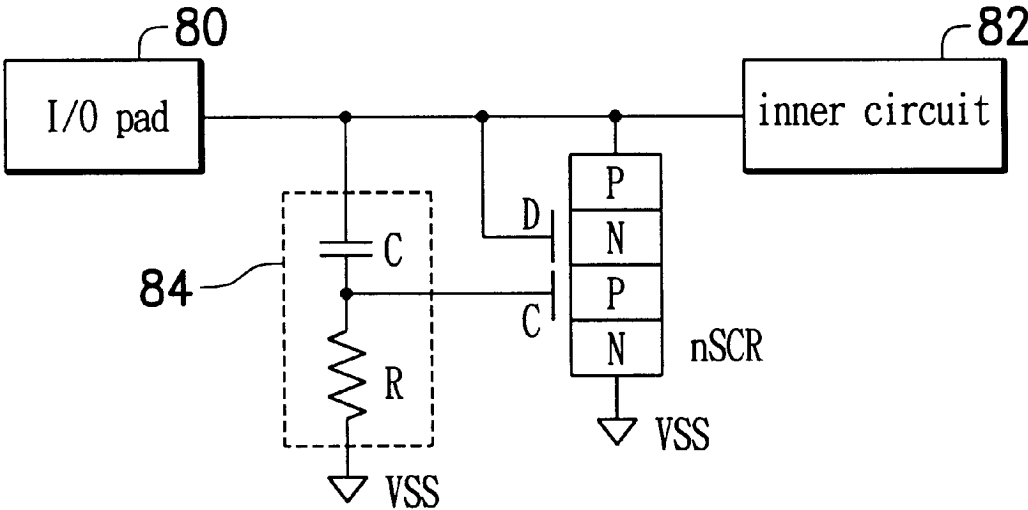 80
82
I/O pad
inner circuit
P
D
N
C
84
P
C
N
nSCR
R
VSS
VSS